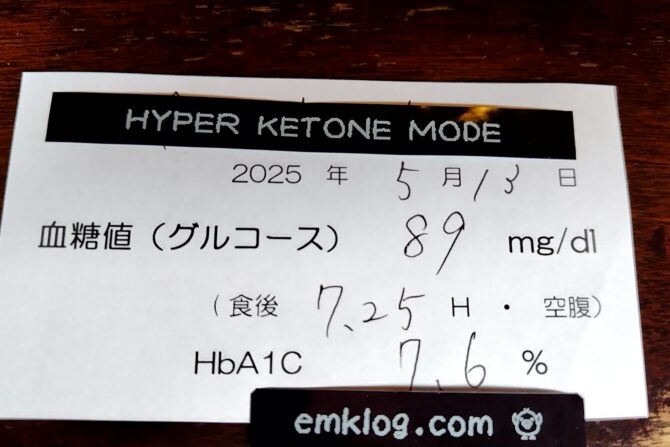 HYPER KETONE MODE
2025 年 5 月 13 日
血糖値（グルコース） 89 mg/dl
（食後 7.25 H ・ 空腹）
HbA1C 7.6 %
emklog.com